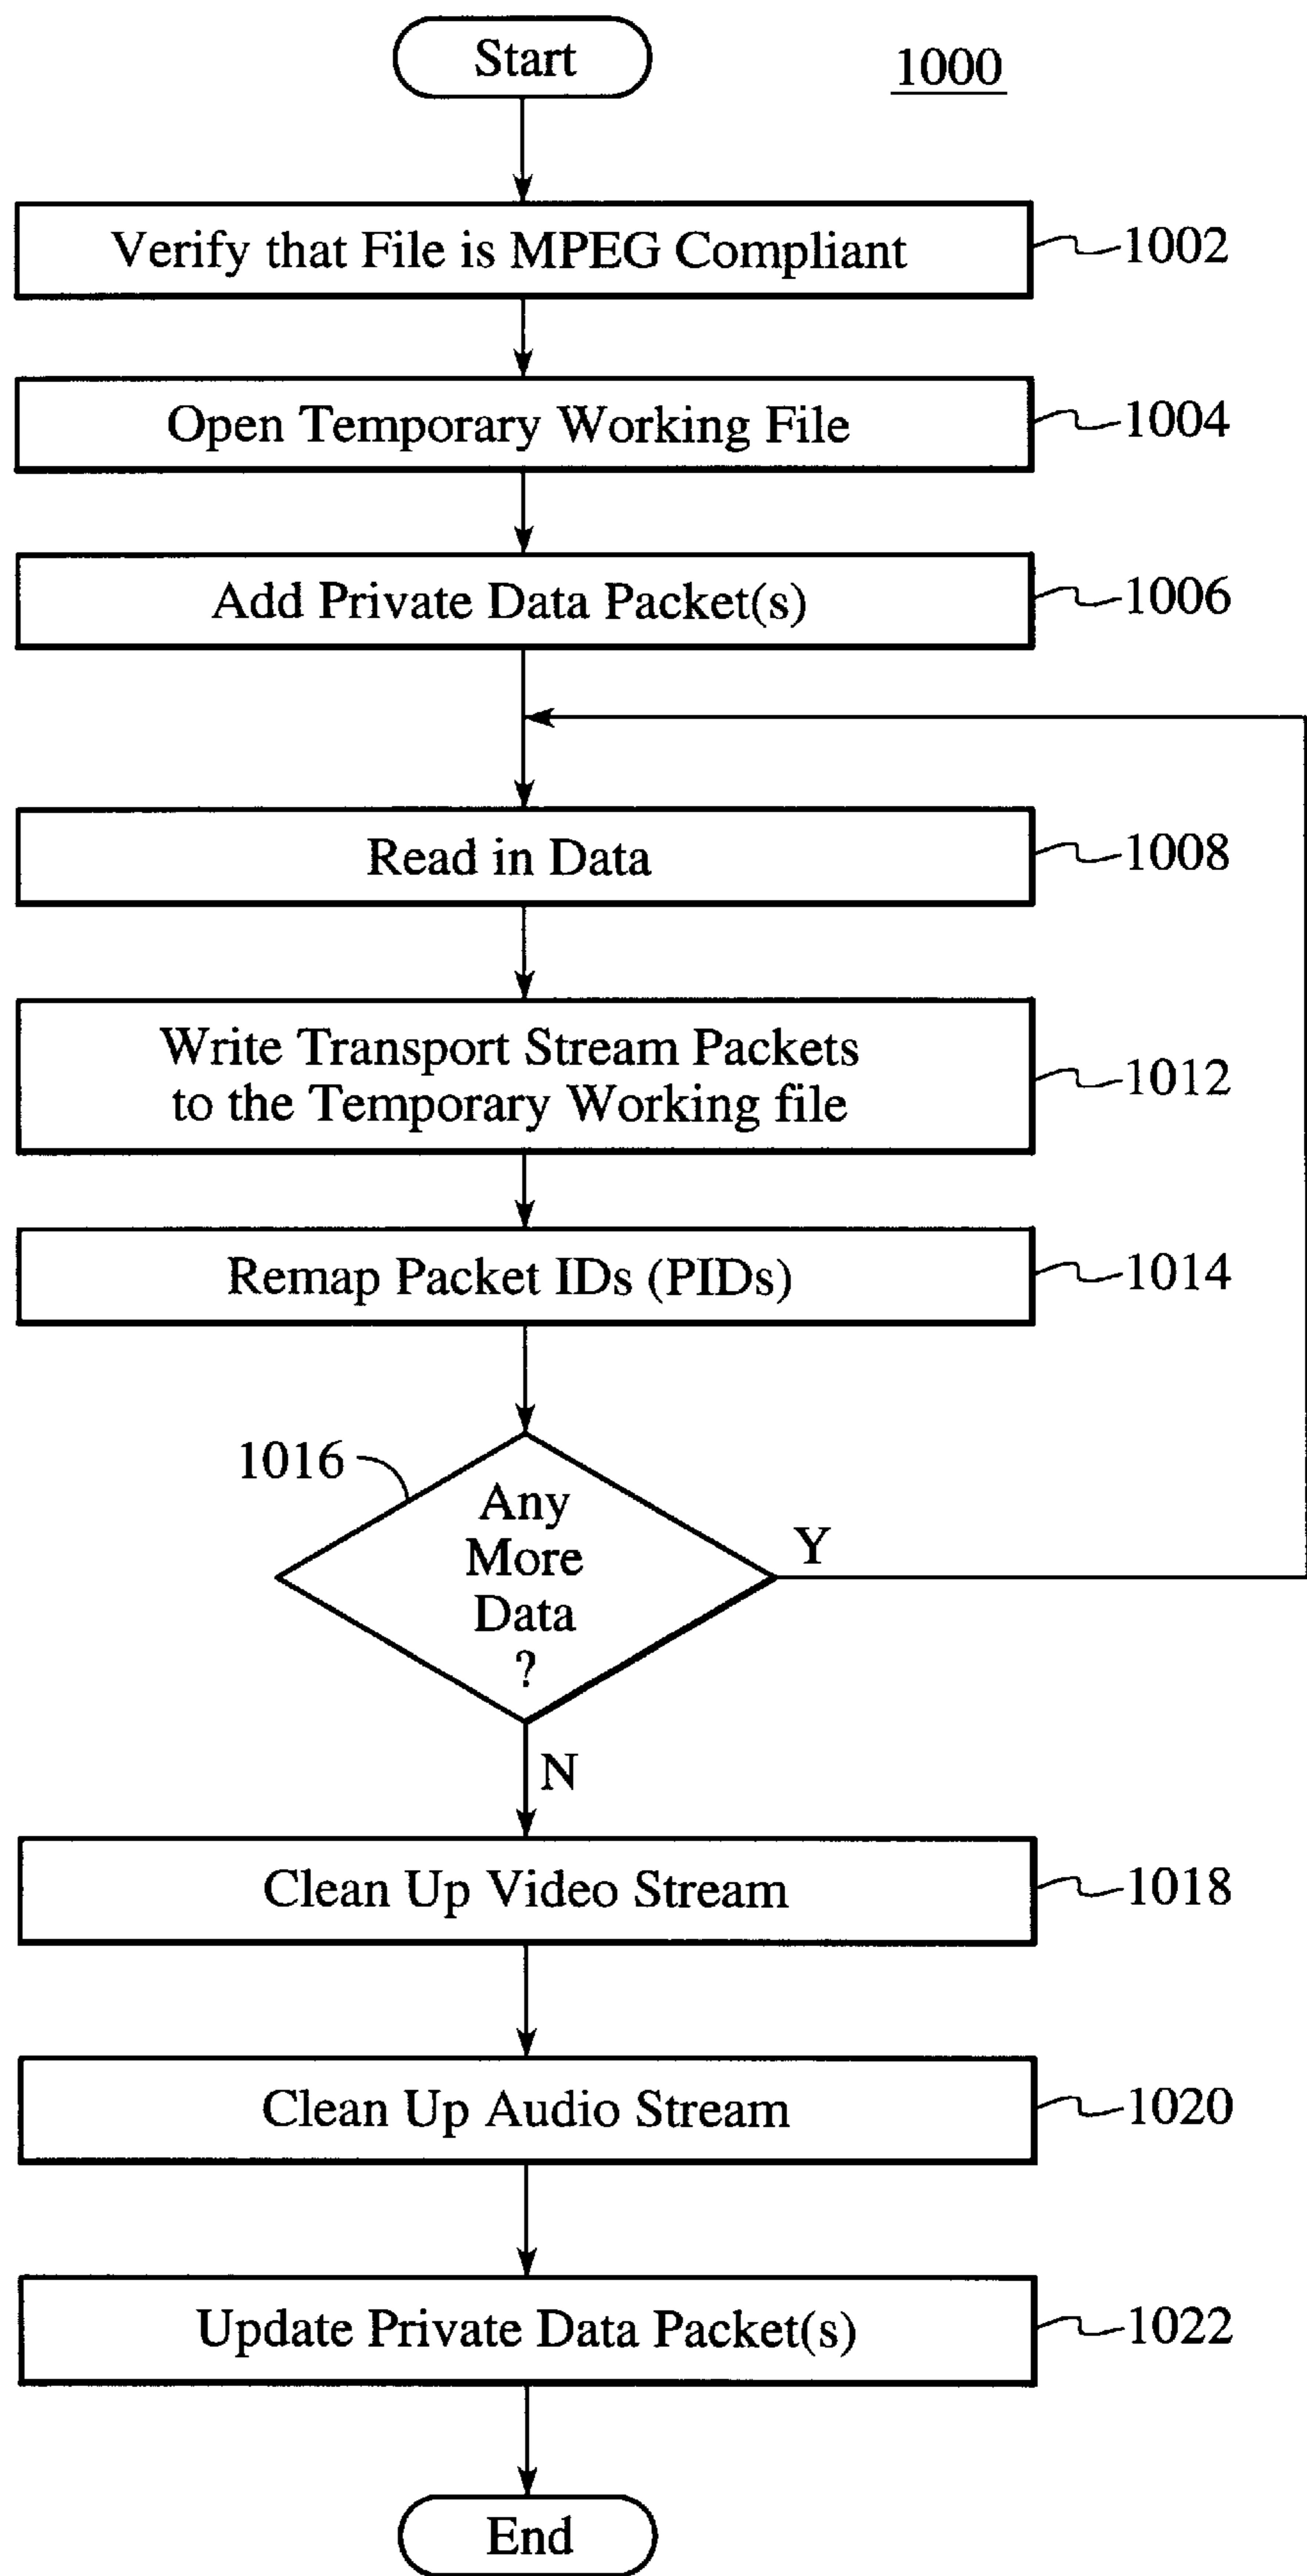 Start
1000
Verify that File is MPEG Compliant
1002
Open Temporary Working File
1004
Add Private Data Packet(s)
1006
Read in Data
1008
Write Transport Stream Packets
to the Temporary Working file
1012
Remap Packet IDs (PIDs)
1014
1016
Any
More
Data
?
Y
N
Clean Up Video Stream
1018
Clean Up Audio Stream
1020
Update Private Data Packet(s)
1022
End